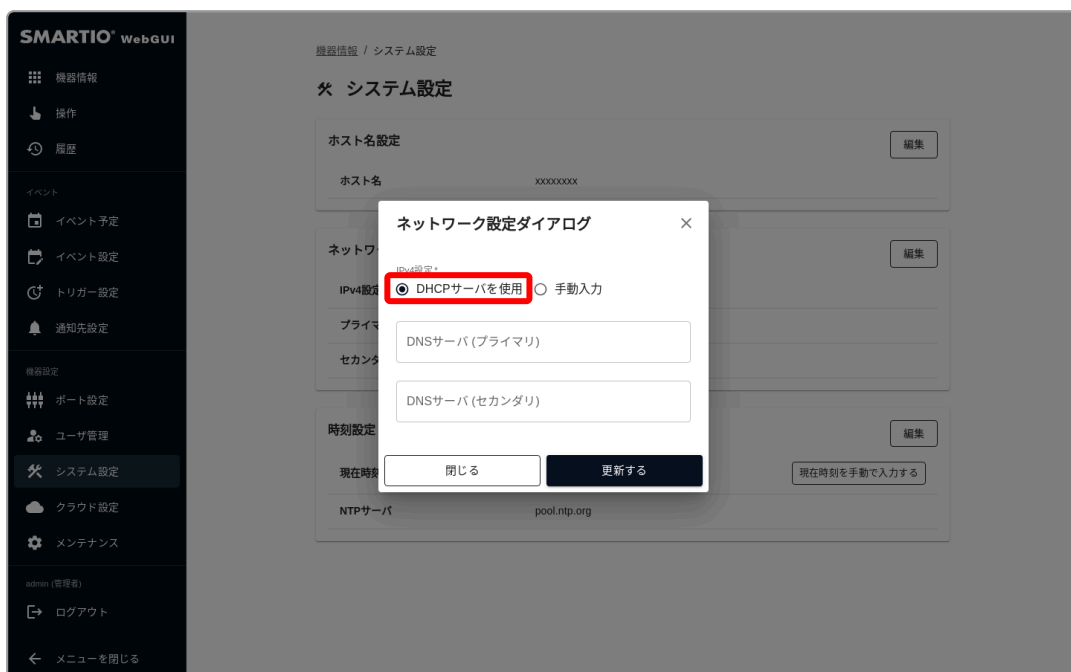 SMARTIO® WebGUI
機器情報
操作
履歴
イベント
イベント予定
イベント設定
トリガー設定
通知先設定
機器設定
ポート設定
ユーザ管理
システム設定
クラウド設定
メンテナンス
admin (管理者)
ログアウト
メニューを閉じる
機器情報 / システム設定
システム設定
ホスト名設定
編集
ホスト名 xxxxxxxx
ネットワ
編集
IPv4設定
プライマ
セカンダ
ネットワーク設定ダイアログ
IPv4設定*
DHCPサーバを使用 手動入力
DNSサーバ (プライマリ)
DNSサーバ (セカンダリ)
閉じる 更新する
時刻設定
編集
現在時刻
現在時刻を手動で入力する
NTPサーバ pool.ntp.org